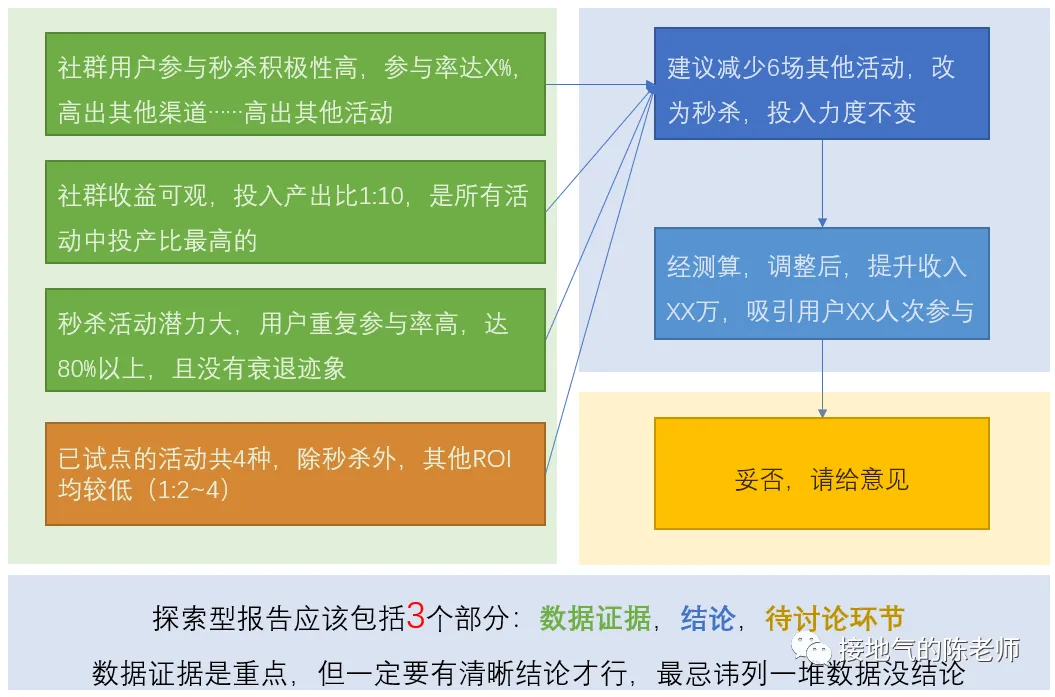 社群用户参与秒杀积极性高，参与率达X%，
高出其他渠道……高出其他活动
社群收益可观，投入产出比1:10，是所有活
动中投产比最高的
秒杀活动潜力大，用户重复参与率高，达
80%以上，且没有衰退迹象
已试点的活动共4种，除秒杀外，其他ROI
均较低（1:2~4）
建议减少6场其他活动，改
为秒杀，投入力度不变
经测算，调整后，提升收入
XX万，吸引用户XX人次参与
妥否，请给意见
探索型报告应该包括3个部分：数据证据，结论，待讨论环节
数据证据是重点，但一定要有清晰结论才行，最忌讳列一堆数据没结论
接地气的陈老师